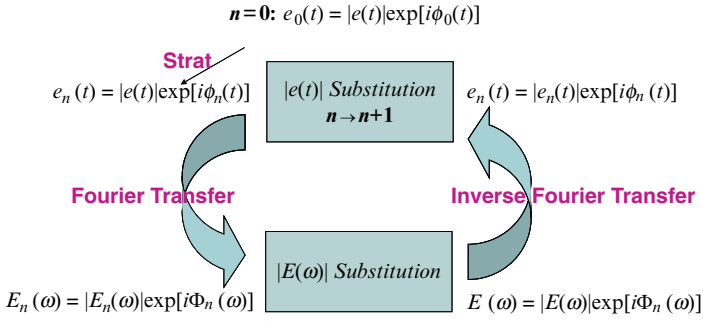 n=0: e₀(t) = |e(t)|exp[iϕ₀(t)]
Strat
eₙ(t) = |e(t)|exp[iϕₙ(t)]
|e(t)| Substitution
n→n+1
eₙ(t) = |eₙ(t)|exp[iϕₙ(t)]
Fourier Transfer
Inverse Fourier Transfer
|E(ω)| Substitution
Eₙ(ω) = |Eₙ(ω)|exp[iΦₙ(ω)]
E (ω) = |E(ω)|exp[iΦₙ(ω)]